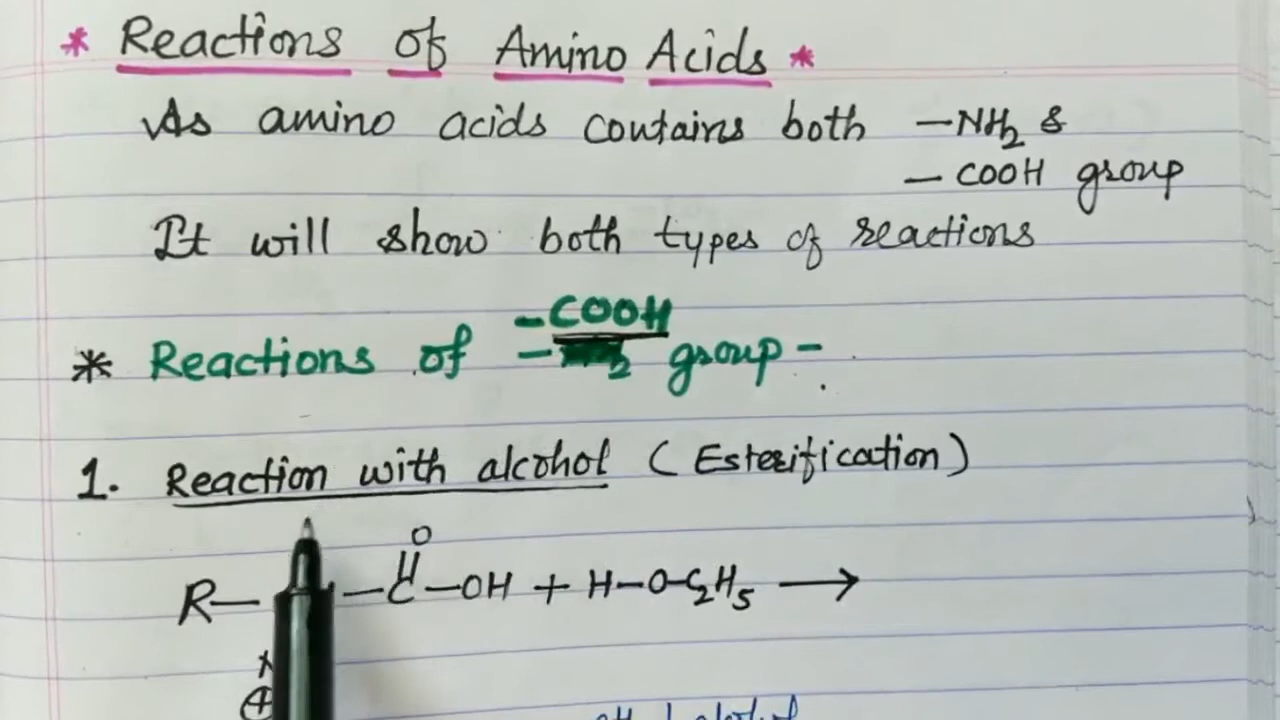 * Reactions of Amino Acids *
As amino acids contains both -NH2 &
- COOH group
It will show both types of reactions
-COOH
* Reactions of - group -
1. Reaction with alcohol (Esterification)
O
R— —C—OH + H—O—C2H5 →
alcohol